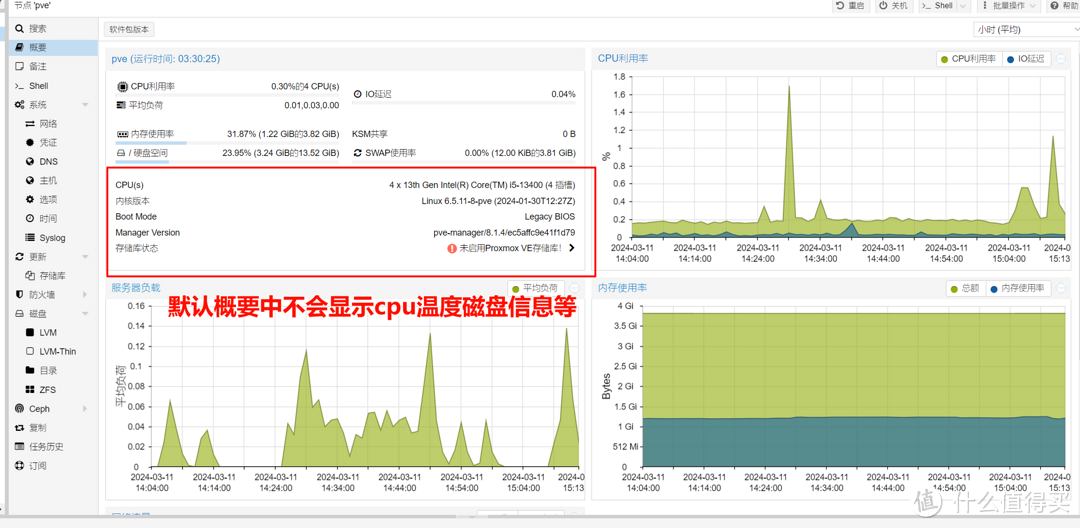 节点 'pve'
重启 关机 >_ Shell 批量操作 帮助
搜索
概要
备注
>_ Shell
系统
网络
凭证
DNS
主机
选项
时间
Syslog
更新
存储库
防火墙
磁盘
LVM
LVM-Thin
目录
ZFS
Ceph
复制
任务历史
订阅
软件包版本
小时 (平均)
pve (运行时间: 03:30:25)
CPU利用率 0.30%的4 CPU(s)
IO延迟 0.04%
平均负荷 0.01,0.03,0.00
内存使用率 31.87% (1.22 GiB的3.82 GiB)
KSM共享 0 B
/ 硬盘空间 23.95% (3.24 GiB的13.52 GiB)
SWAP使用率 0.00% (12.00 KiB的3.81 GiB)
CPU(s) 4 x 13th Gen Intel(R) Core(TM) i5-13400 (4 插槽)
内核版本 Linux 6.5.11-8-pve (2024-01-30T12:27Z)
Boot Mode Legacy BIOS
Manager Version pve-manager/8.1.4/ec5affc9e41f1d79
存储库状态 未启用Proxmox VE存储库!
CPU利用率
CPU利用率 IO延迟
1.8
1.6
1.4
1.2
1
0.8
0.6
0.4
0.2
0
%
2024-03-11 2024-03-11 2024-03-11 2024-03-11 2024-03-11 2024-03-11 2024-03-11 2024-0
14:04:00 14:14:00 14:24:00 14:34:00 14:44:00 14:54:00 15:04:00 15:13
服务器负载
平均负荷
默认概要中不会显示cpu温度磁盘信息等
0.16
0.14
0.12
0.1
0.08
0.06
0.04
0.02
0
平均负荷
2024-03-11 2024-03-11 2024-03-11 2024-03-11 2024-03-11 2024-03-11 2024-03-11 2024-0
14:04:00 14:14:00 14:24:00 14:34:00 14:44:00 14:54:00 15:04:00 15:13
内存使用率
总额 内存使用率
4 Gi
3.5 Gi
3 Gi
2.5 Gi
2 Gi
1.5 Gi
1 Gi
512 Mi
0
Bytes
2024-03-11 2024-03-11 2024-03-11 2024-03-11 2024-03-11 2024-03-11 2024-03-11 2024-0
14:04:00 14:14:00 14:24:00 14:34:00 14:44:00 14:54:00 15:04:00 15:13
值 什么值得买